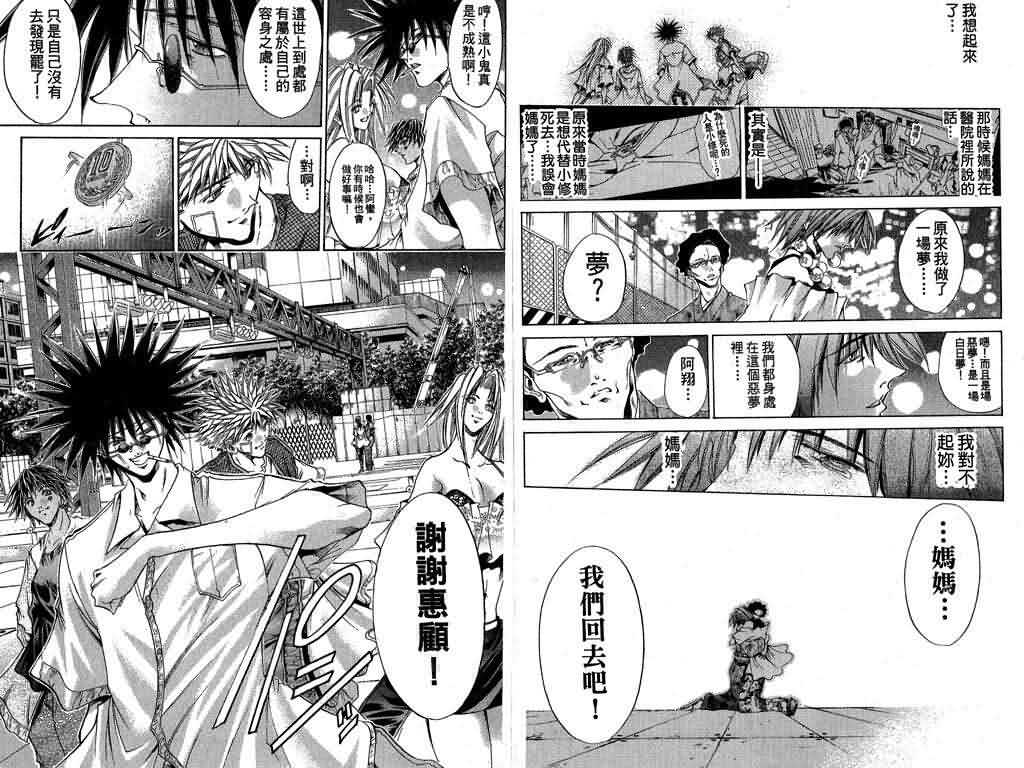 我想起來
了…
那時候媽媽在
醫院裡所說的
話…
其實是——
為什麼死的
人是小修呢…?
原來當時媽媽
是想代替小修
死去…我誤會
媽媽了…
原來我做了
一場夢…
夢?
嗯!而且是場
惡夢…是一場
白日夢!
我們都身處
在這個惡夢
裡……
阿翔…
我對不
起妳…
媽媽…
…媽媽…
我們回去吧!
哼!這小鬼真
是不成熟啊!
哈哈…阿蠻。
你有時候也會
做好事嘛!
這世上到處都
有屬於自己的
容身之處……
只是自己沒有
去發現罷了!
…對啊…
10
謝謝惠顧!